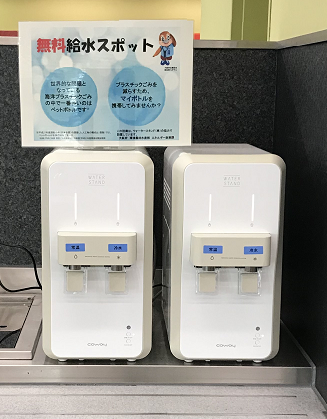 無料給水スポット
世界的な問題と
なっている
海洋プラスチックごみ
の中で一番多いのは
ペットボトルです
プラスチックごみを
減らすため、
マイボトルを
携帯してみませんか?
WATER
STAND
WATER
STAND
常温
冷水
常温
冷水
coway
coway